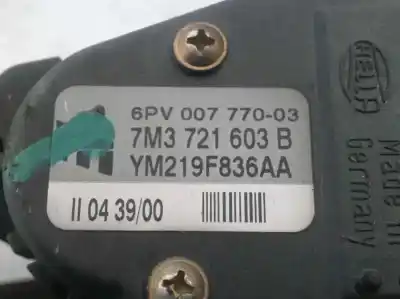 6PV 007 770-03
7M3 721 603 B
YM219F836AA
II 04 39/00
HELLA
Made in
Germany